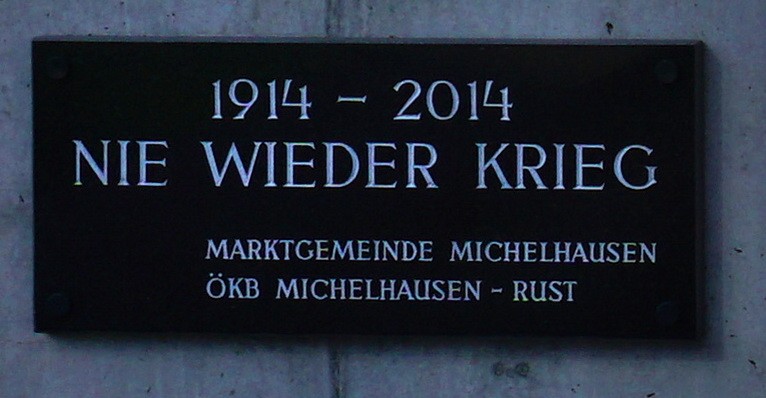 1914 – 2014
NIE WIEDER KRIEG
MARKTGEMEINDE MICHELHAUSEN
ÖKB MICHELHAUSEN - RUST